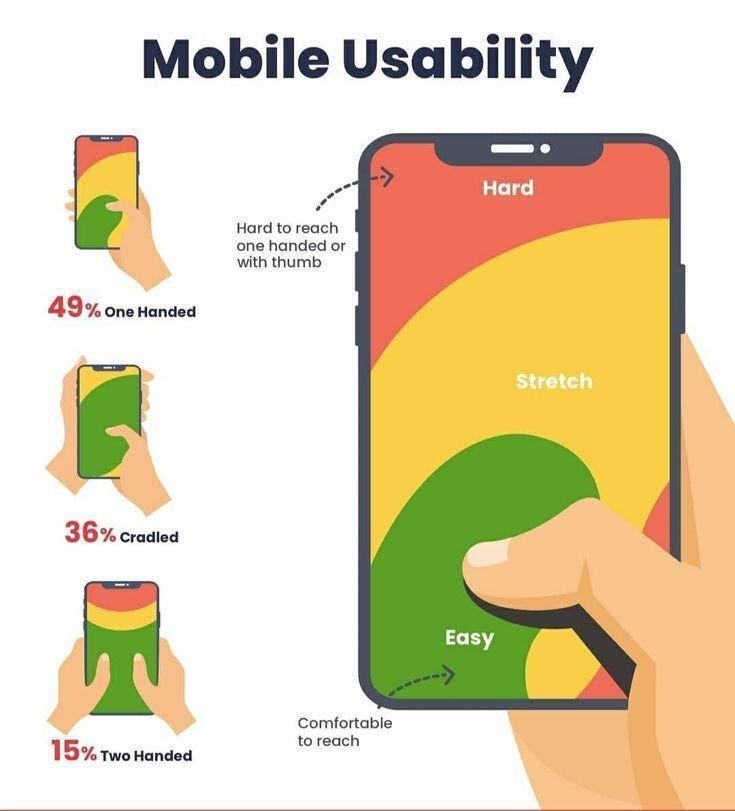 Mobile Usability
Hard
Hard to reach
one handed or
with thumb
49% One Handed
Stretch
36% Cradled
Easy
Comfortable
to reach
15% Two Handed